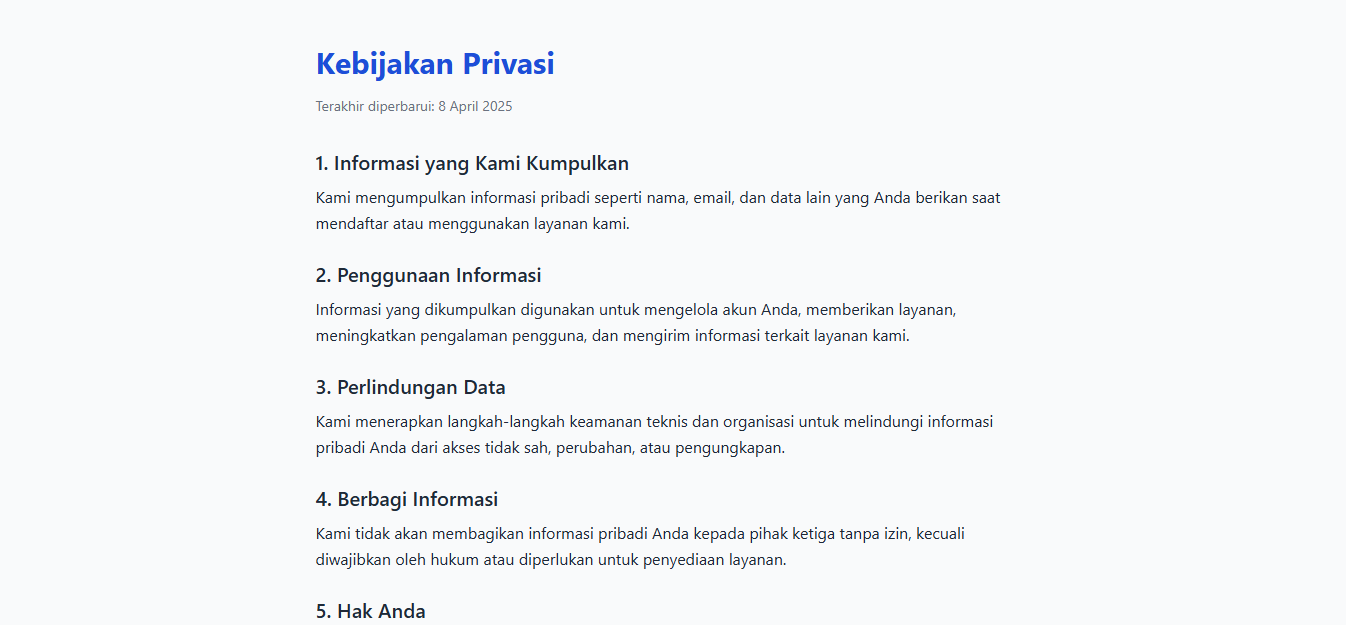 Kebijakan Privasi
Terakhir diperbarui: 8 April 2025
1. Informasi yang Kami Kumpulkan
Kami mengumpulkan informasi pribadi seperti nama, email, dan data lain yang Anda berikan saat
mendaftar atau menggunakan layanan kami.
2. Penggunaan Informasi
Informasi yang dikumpulkan digunakan untuk mengelola akun Anda, memberikan layanan,
meningkatkan pengalaman pengguna, dan mengirim informasi terkait layanan kami.
3. Perlindungan Data
Kami menerapkan langkah-langkah keamanan teknis dan organisasi untuk melindungi informasi
pribadi Anda dari akses tidak sah, perubahan, atau pengungkapan.
4. Berbagi Informasi
Kami tidak akan membagikan informasi pribadi Anda kepada pihak ketiga tanpa izin, kecuali
diwajibkan oleh hukum atau diperlukan untuk penyediaan layanan.
5. Hak Anda